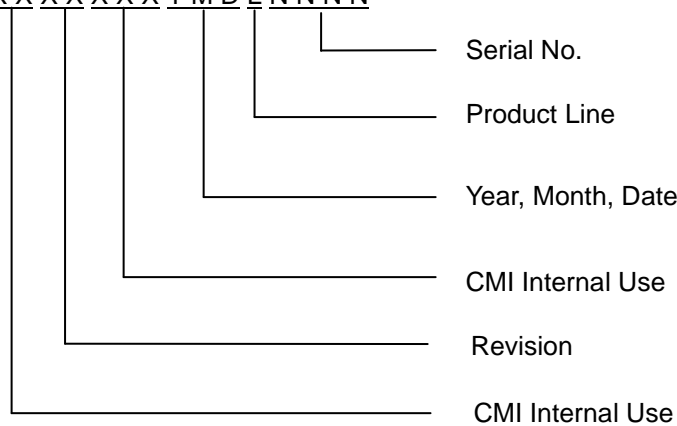 X X X X X X X Y M D L N N N N
Serial No.
Product Line
Year, Month, Date
CMI Internal Use
Revision
CMI Internal Use